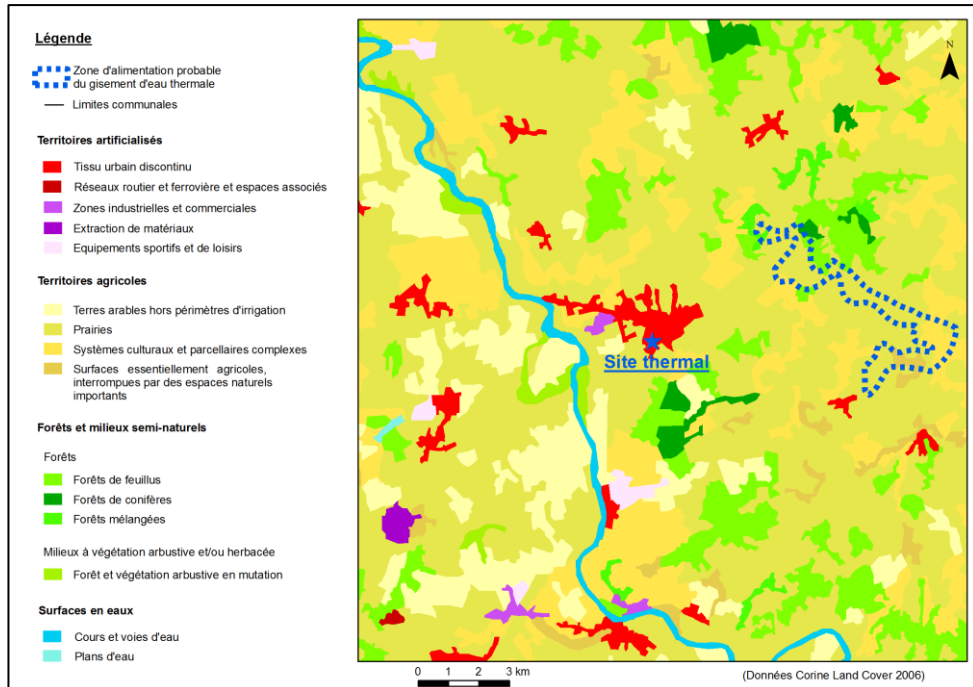 Légende
Zone d'alimentation probable
du gisement d'eau thermale
Limites communales
Territoires artificialisés
Tissu urbain discontinu
Réseaux routier et ferrovière et espaces associés
Zones industrielles et commerciales
Extraction de matériaux
Equipements sportifs et de loisirs
Territoires agricoles
Terres arables hors périmètres d'irrigation
Prairies
Systèmes culturaux et parcellaires complexes
Surfaces essentiellement agricoles,
interrompues par des espaces naturels
importants
Forêts et milieux semi-naturels
Forêts
Forêts de feuillus
Forêts de conifères
Forêts mélangées
Milieux à végétation arbustive et/ou herbacée
Forêt et végétation arbustive en mutation
Surfaces en eaux
Cours et voies d'eau
Plans d'eau
N
Site thermal
0 1 2 3 km
(Données Corine Land Cover 2006)